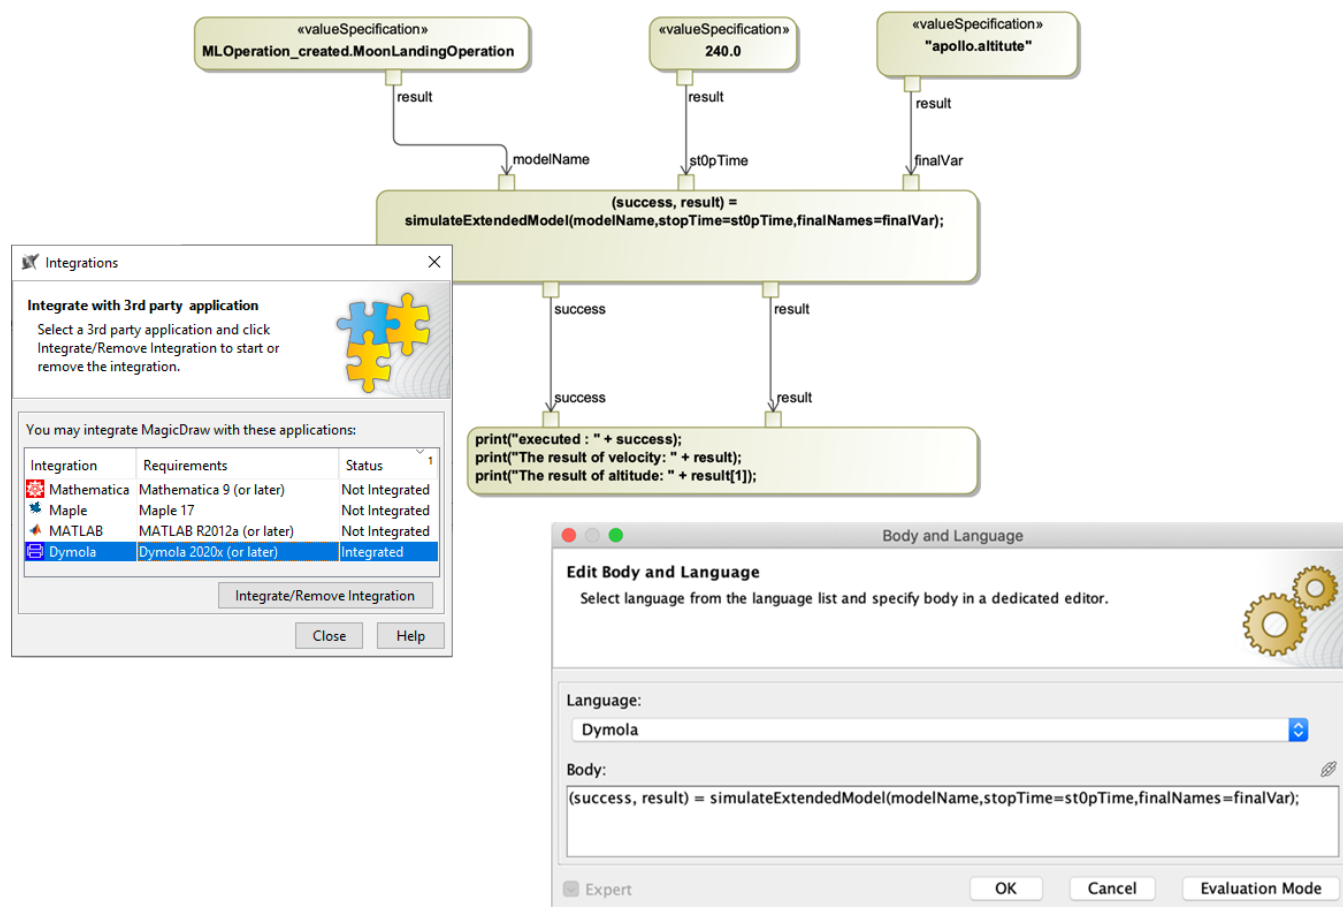 «valueSpecification»
MLOperation_created.MoonLandingOperation
«valueSpecification»
240.0
«valueSpecification»
"apollo.altitute"
result
result
result
modelName
st0pTime
finalVar
(success, result) =
simulateExtendedModel(modelName,stopTime=st0pTime,finalNames=finalVar);
success
result
success
result
print("executed : " + success);
print("The result of velocity: " + result);
print("The result of altitude: " + result[1]);
Integrations
Integrate with 3rd party application
Select a 3rd party application and click
Integrate/Remove Integration to start or
remove the integration.
You may integrate MagicDraw with these applications:
Integration Requirements Status 1
Mathematica Mathematica 9 (or later) Not Integrated
Maple Maple 17 Not Integrated
MATLAB MATLAB R2012a (or later) Not Integrated
Dymola Dymola 2020x (or later) Integrated
Integrate/Remove Integration
Close Help
Body and Language
Edit Body and Language
Select language from the language list and specify body in a dedicated editor.
Language:
Dymola
Body:
(success, result) = simulateExtendedModel(modelName,stopTime=st0pTime,finalNames=finalVar);
Expert OK Cancel Evaluation Mode